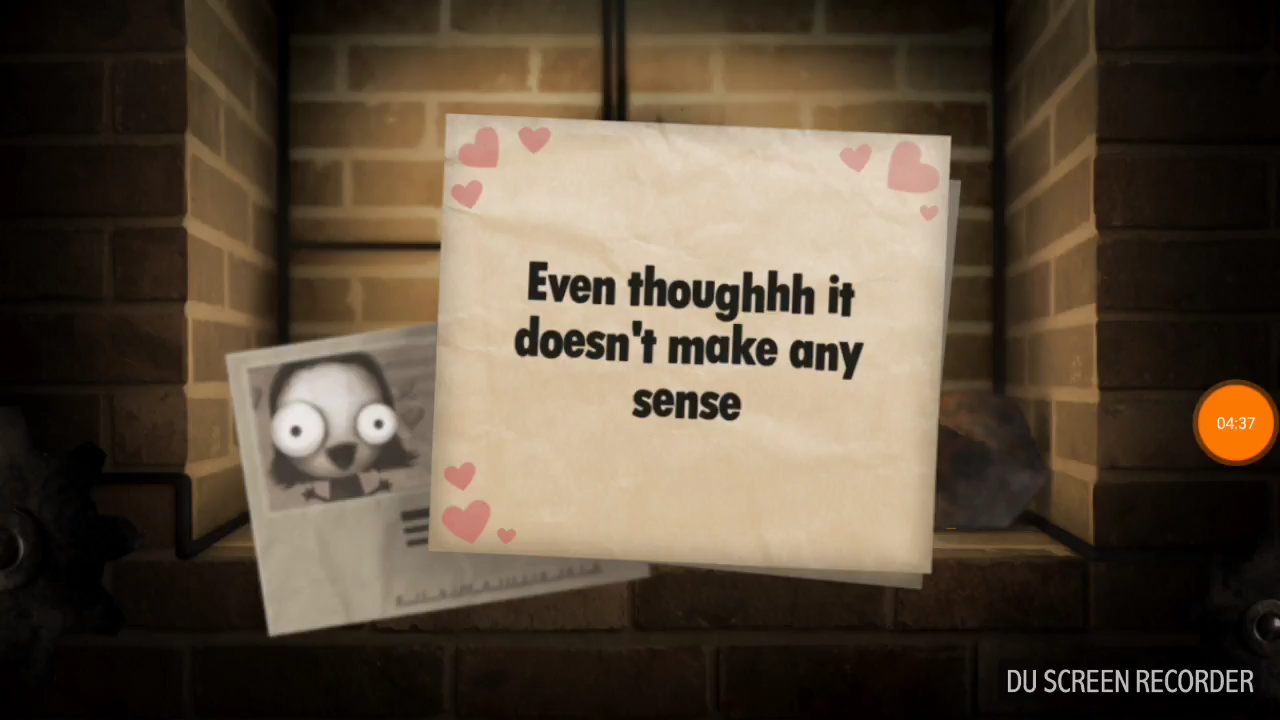 Even thoughhh it
doesn't make any
sense
04:37
DU SCREEN RECORDER